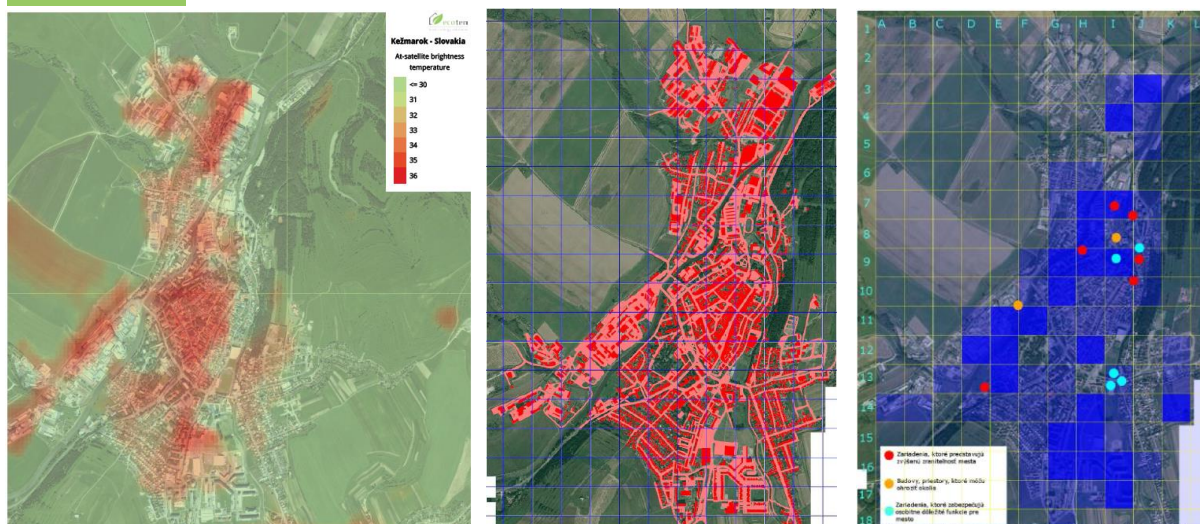 ecoten
Kežmarok - Slovakia
At-satellite brightness
temperature
<= 30
31
32
33
34
35
36
A B C D E F G H I J K
1
2
3
4
5
6
7
8
9
10
11
12
13
14
15
16
17
18
Zariadenia, ktoré predstavujú
zvýšenú zraniteľnosť mesta
Budovy, priestory, ktoré môžu
ohroziť okolie
Zariadenia, ktoré zabezpečujú
osobitne dôležité funkcie pre
mesto